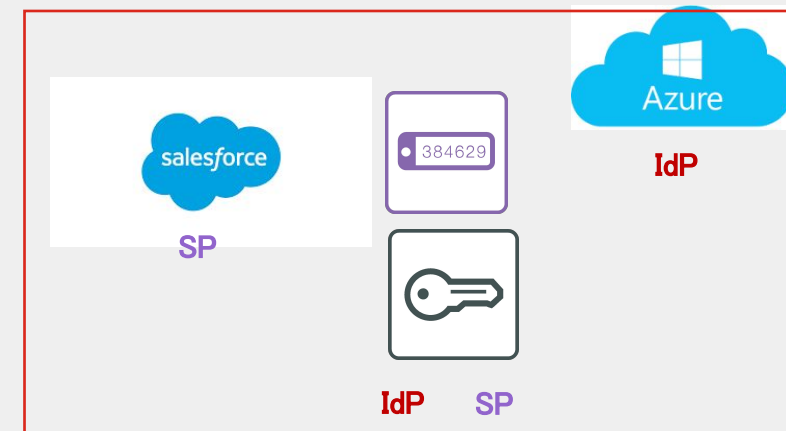 Azure
384629
salesforce
IdP
SP
IdP SP